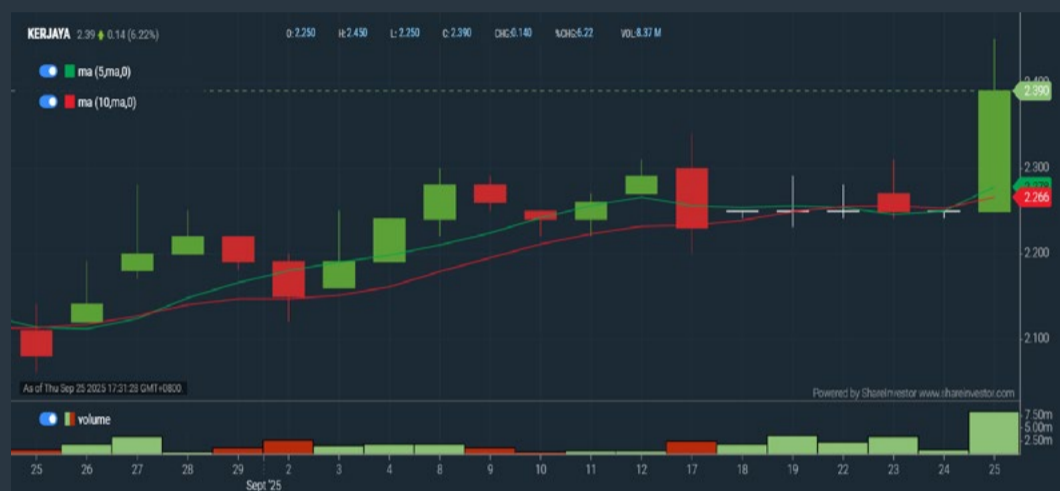 KERJAYA 2.39 0.14 (6.22%) O:2.250 H:2.450 L:2.250 C:2.390 CHG:0.140 %CHG:6.22 VOL:8.37 M
ma (5,ma,0)
ma (10,ma,0)
2.390
2.300
2.266
2.200
2.100
As of Thu Sep 25 2025 17:31:23 GMT+0800
Powered by ShareInvestor www.shareinvestor.com
volume
7.50m
5.00m
2.50m
25 26 27 28 29 2 3 4 8 9 10 11 12 17 18 19 22 23 24 25
Sept '25